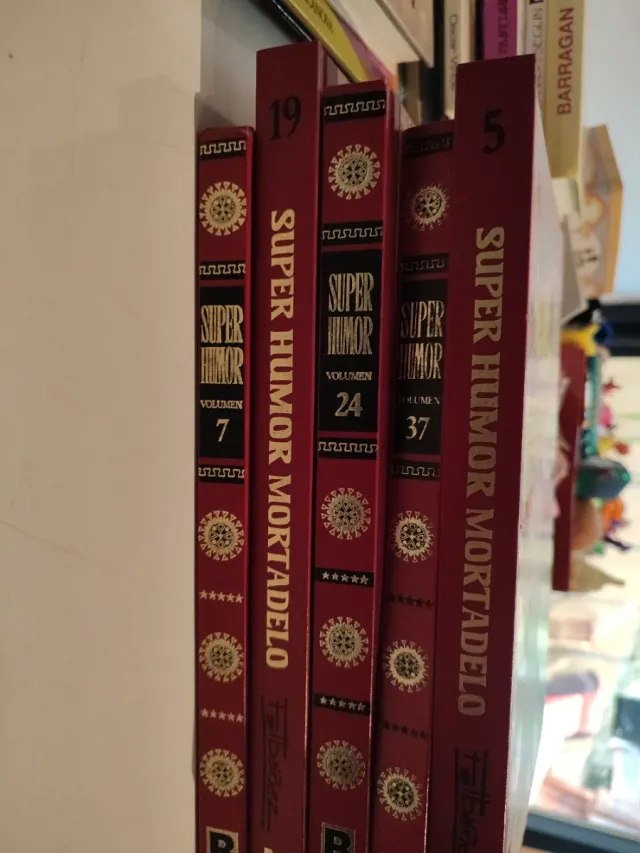 SUPER
HUMOR
VOLUMEN
7
B
19
SUPER HUMOR MORTADELO
SUPER
HUMOR
VOLUMEN
24
B
SUPER
HUMOR
VOLUMEN
37
5
SUPER HUMOR MORTADELO
BARRAGAN